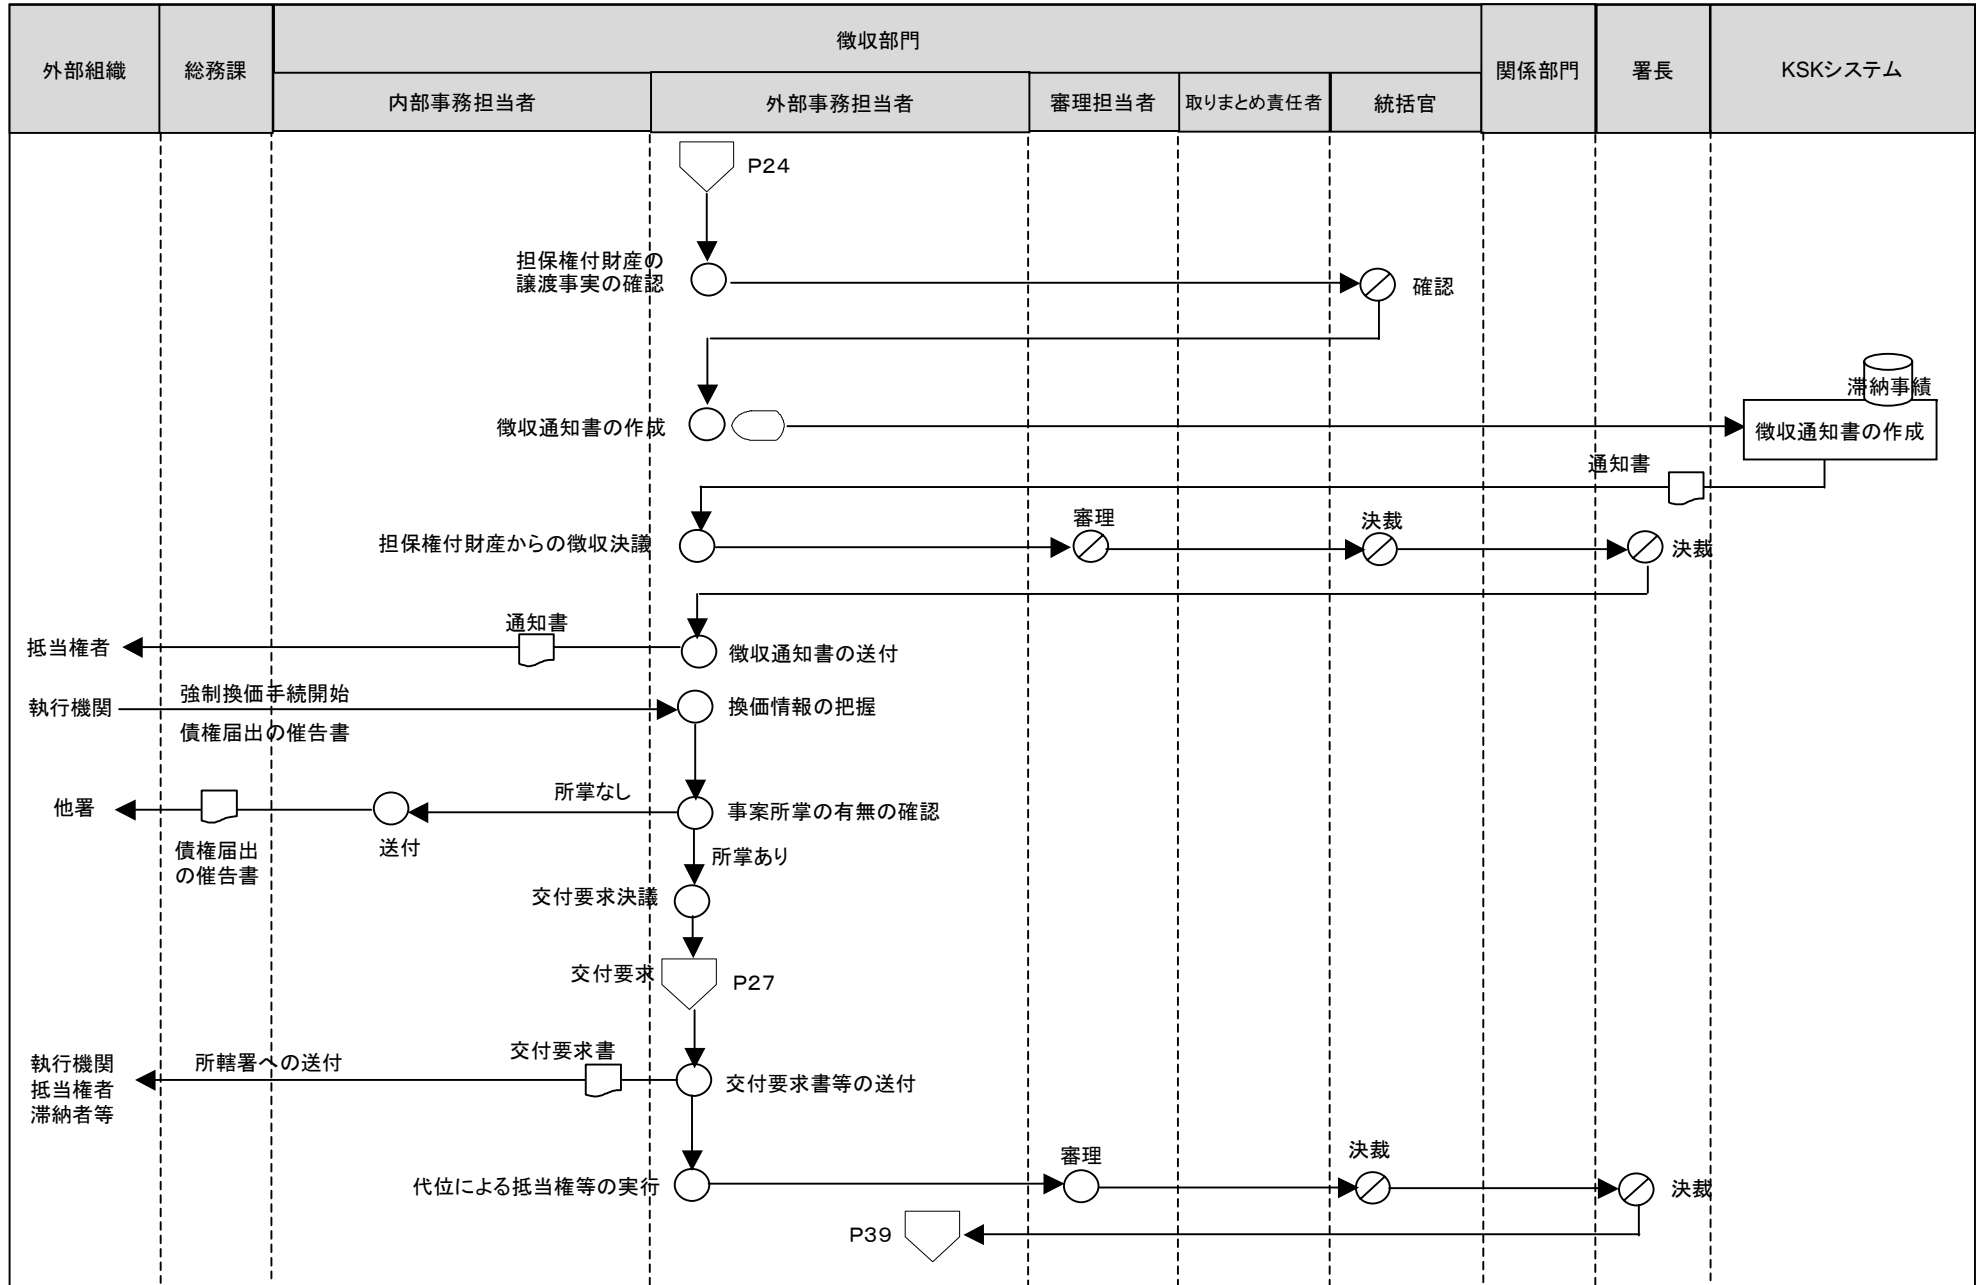 徴収部門
外部組織
総務課
関係部門
署長
KSKシステム
内部事務担当者
外部事務担当者
審理担当者
取りまとめ責任者
統括官
P24
担保権付財産の
譲渡事実の確認
確認
滞納事績
徴収通知書の作成
徴収通知書の作成
通知書
審理
決裁
担保権付財産からの徴収決議
決裁
通知書
抵当権者
徴収通知書の送付
強制換価手続開始
執行機関
換価情報の把握
債権届出の催告書
所掌なし
他署
事案所掌の有無の確認
送付
債権届出
の催告書
所掌あり
交付要求決議
交付要求
P27
交付要求書
執行機関
抵当権者
滞納者等
所轄署への送付
交付要求書等の送付
審理
決裁
代位による抵当権等の実行
決裁
P39